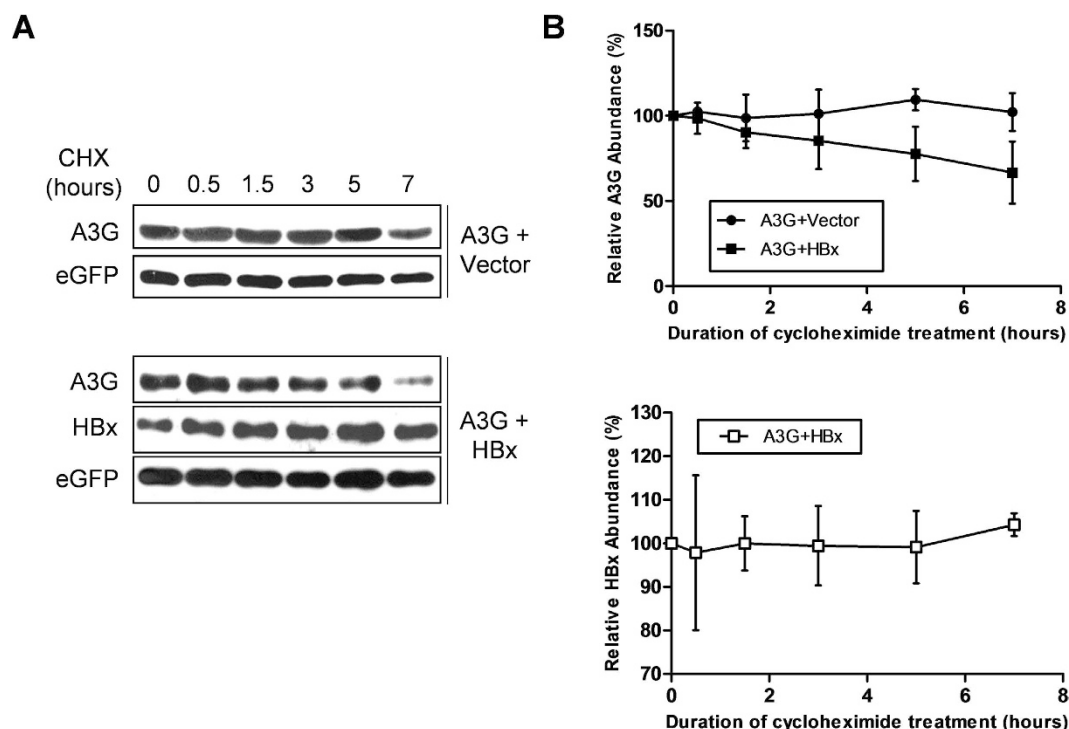 A
CHX
(hours) 0 0.5 1.5 3 5 7
A3G
eGFP
A3G +
Vector
A3G
HBx
eGFP
A3G +
HBx
B
150
100
50
0
Relative A3G Abundance (%)
A3G+Vector
A3G+HBx
0 2 4 6 8
Duration of cycloheximide treatment (hours)
130
120
110
100
90
80
70
Relative HBx Abundance (%)
A3G+HBx
0 2 4 6 8
Duration of cycloheximide treatment (hours)